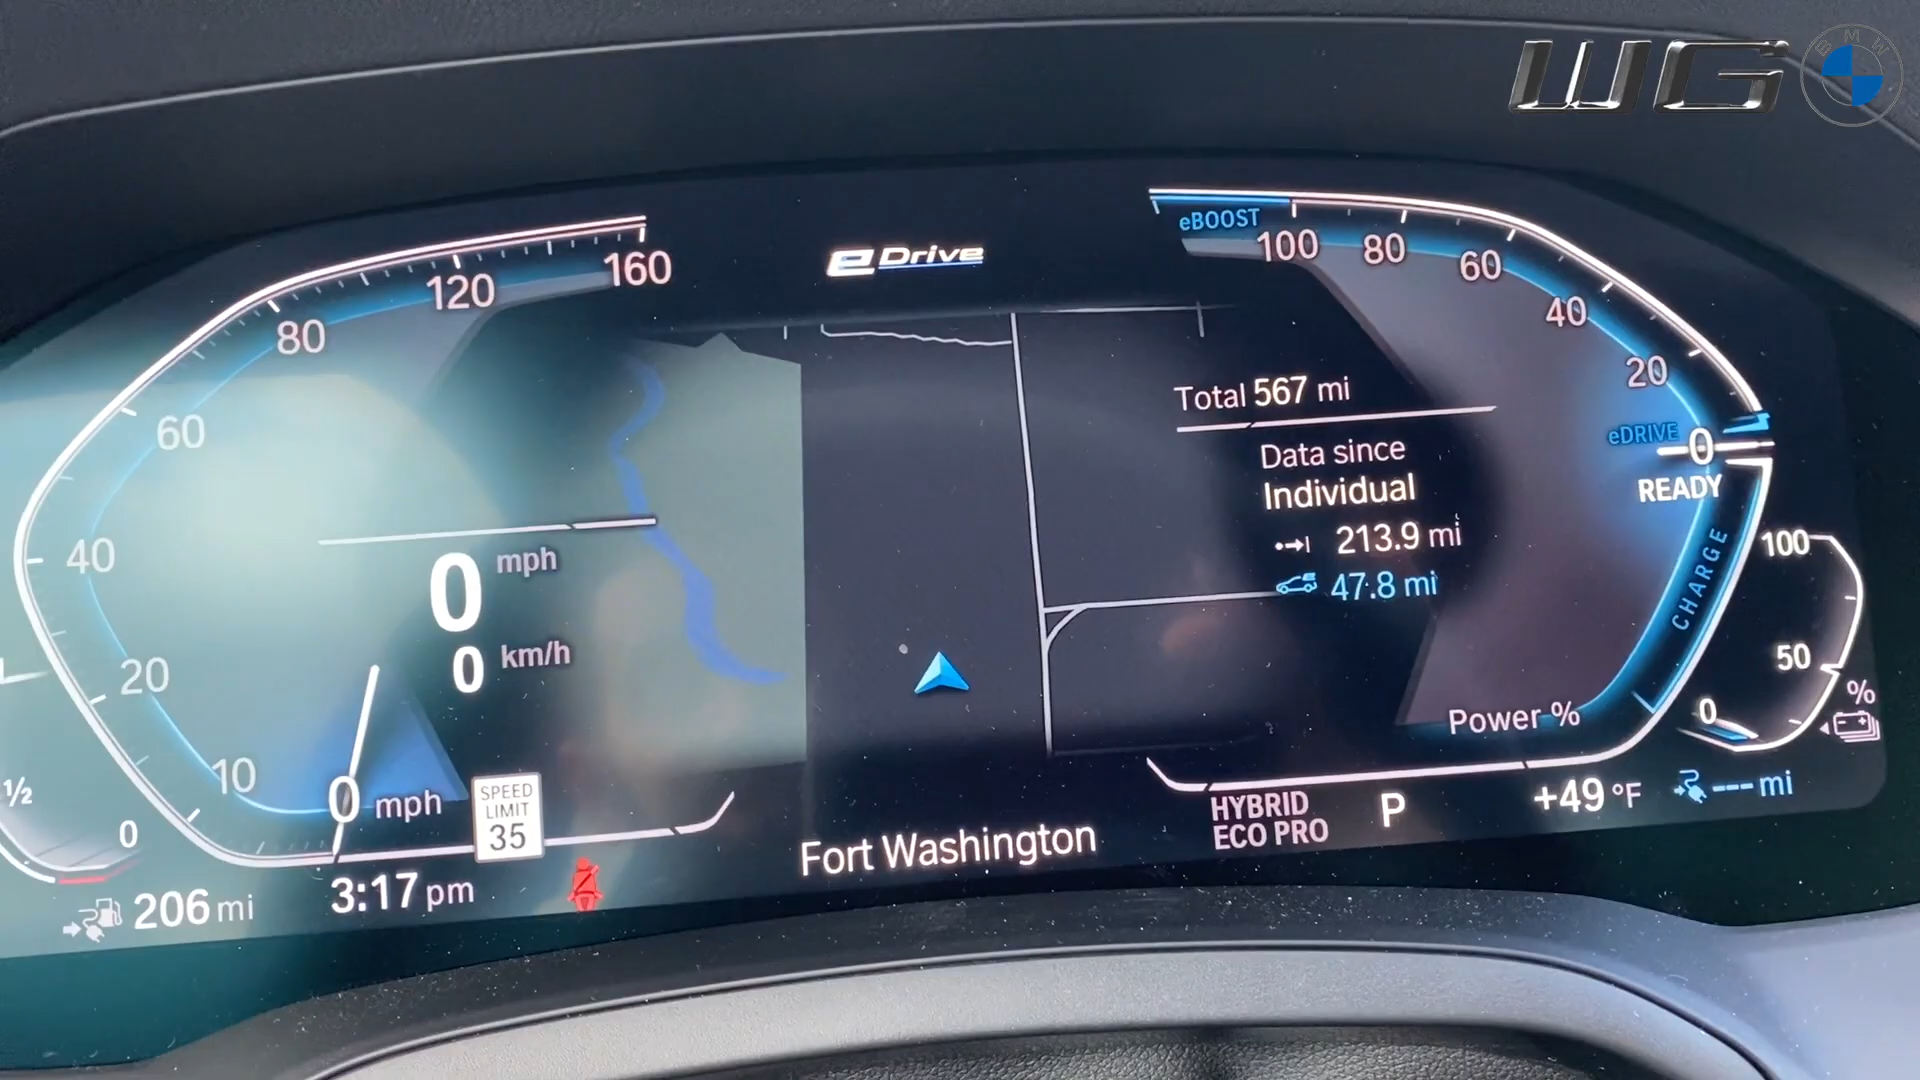 WG
BMW
eDrive
160
120
80
60
40
20
10
0 mph
0 mph
0 km/h
SPEED
LIMIT
35
1/2
0
206 mi
3:17 pm
Fort Washington
eBOOST
100
80
60
40
20
eDRIVE
0
READY
CHARGE
Power %
Total 567 mi
Data since
Individual
213.9 mi
47.8 mi
HYBRID
ECO PRO
P
+49 °F
--- mi
100
50
0
%